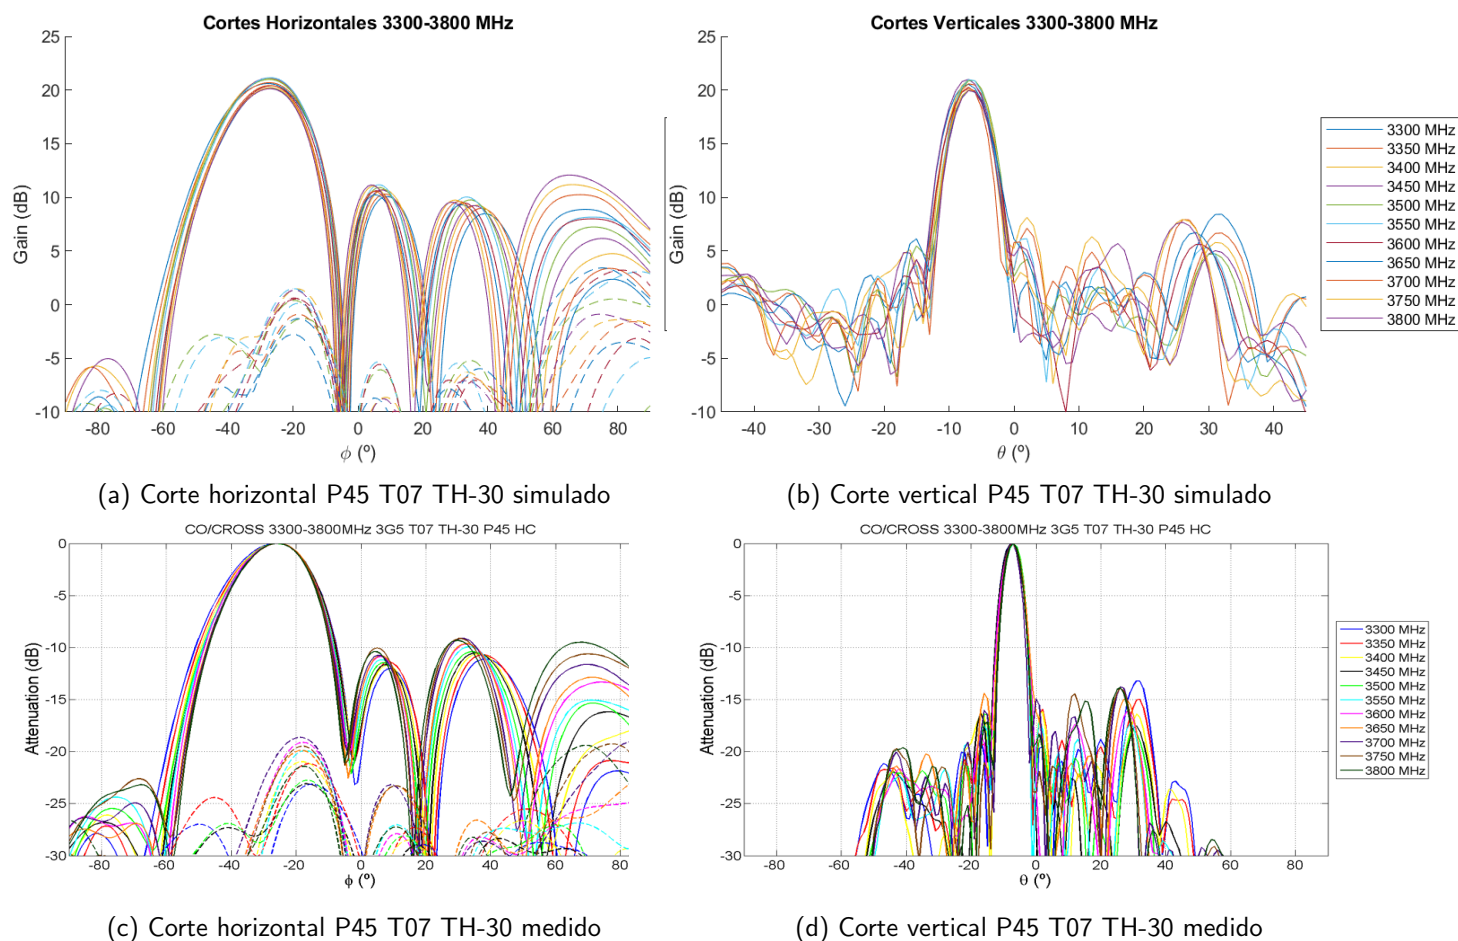 Cortes Horizontales 3300-3800 MHz
25
20
15
10
5
0
-5
-10
Gain (dB)
-80 -60 -40 -20 0 20 40 60 80
ϕ (º)
(a) Corte horizontal P45 T07 TH-30 simulado
Cortes Verticales 3300-3800 MHz
25
20
15
10
5
0
-5
-10
Gain (dB)
-40 -30 -20 -10 0 10 20 30 40
θ (º)
3300 MHz
3350 MHz
3400 MHz
3450 MHz
3500 MHz
3550 MHz
3600 MHz
3650 MHz
3700 MHz
3750 MHz
3800 MHz
(b) Corte vertical P45 T07 TH-30 simulado
CO/CROSS 3300-3800MHz 3G5 T07 TH-30 P45 HC
0
-5
-10
-15
-20
-25
-30
Attenuation (dB)
-80 -60 -40 -20 0 20 40 60 80
ϕ (º)
(c) Corte horizontal P45 T07 TH-30 medido
CO/CROSS 3300-3800MHz 3G5 T07 TH-30 P45 HC
0
-5
-10
-15
-20
-25
-30
Attenuation (dB)
-80 -60 -40 -20 0 20 40 60 80
θ (º)
3300 MHz
3350 MHz
3400 MHz
3450 MHz
3500 MHz
3550 MHz
3600 MHz
3650 MHz
3700 MHz
3750 MHz
3800 MHz
(d) Corte vertical P45 T07 TH-30 medido